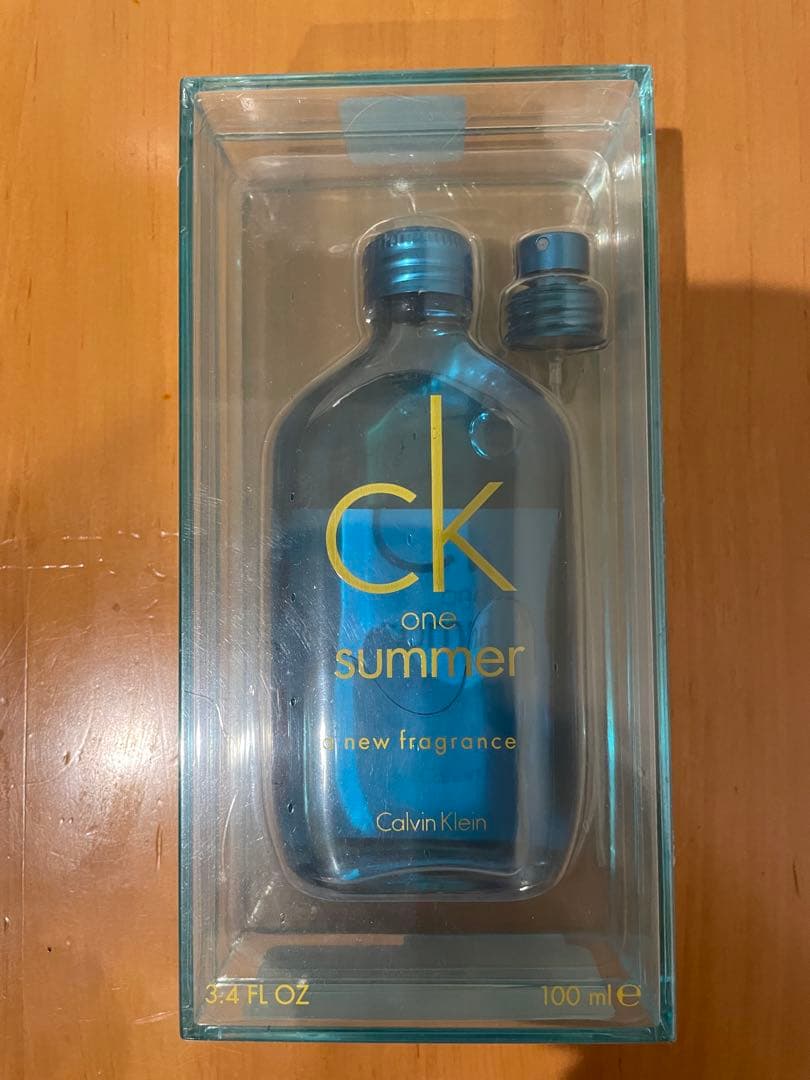 ck
one
summer
a new fragrance
Calvin Klein
3.4 FL OZ
100 ml ℮